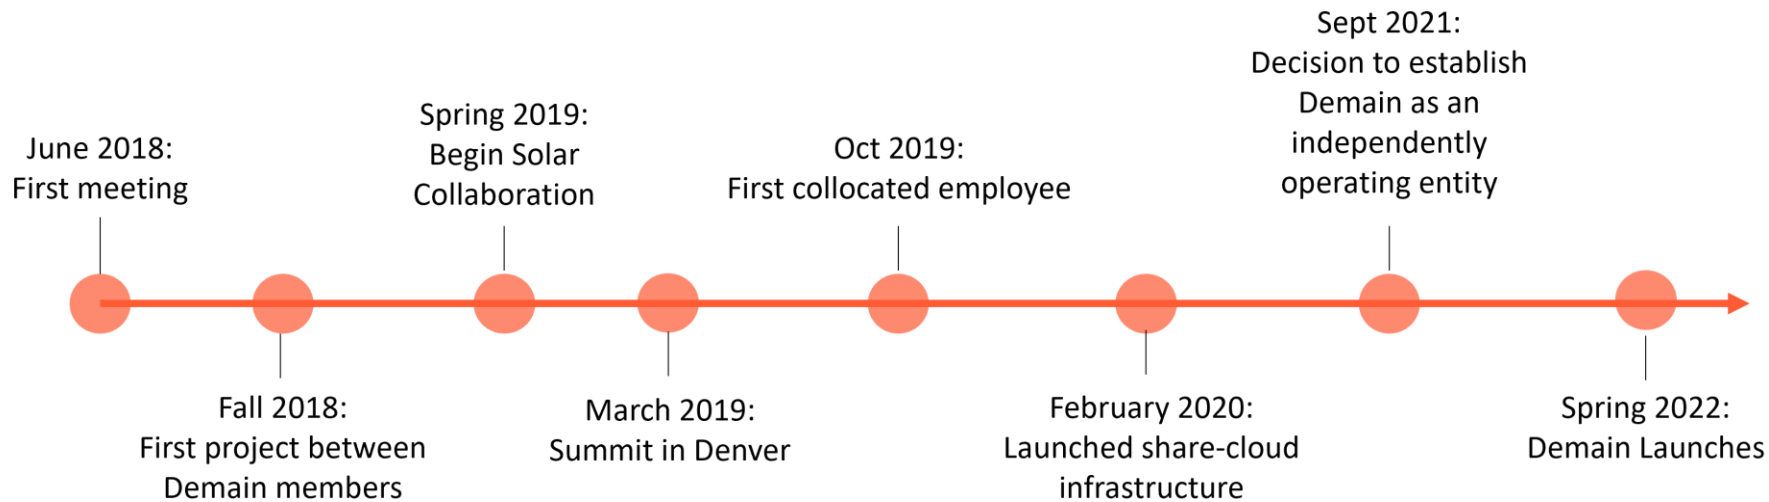 June 2018:
First meeting
Fall 2018:
First project between
Demain members
Spring 2019:
Begin Solar
Collaboration
March 2019:
Summit in Denver
Oct 2019:
First collocated employee
February 2020:
Launched share-cloud
infrastructure
Sept 2021:
Decision to establish
Demain as an
independently
operating entity
Spring 2022:
Demain Launches